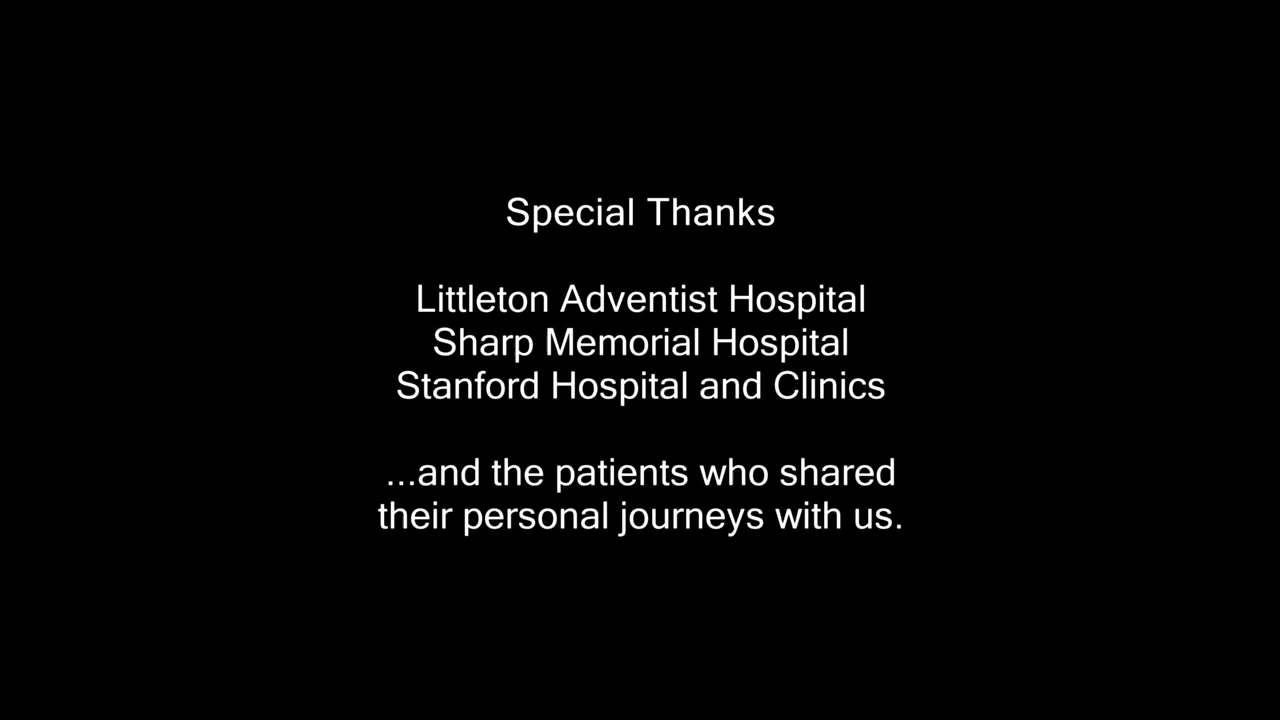 Special Thanks
Littleton Adventist Hospital
Sharp Memorial Hospital
Stanford Hospital and Clinics
...and the patients who shared
their personal journeys with us.